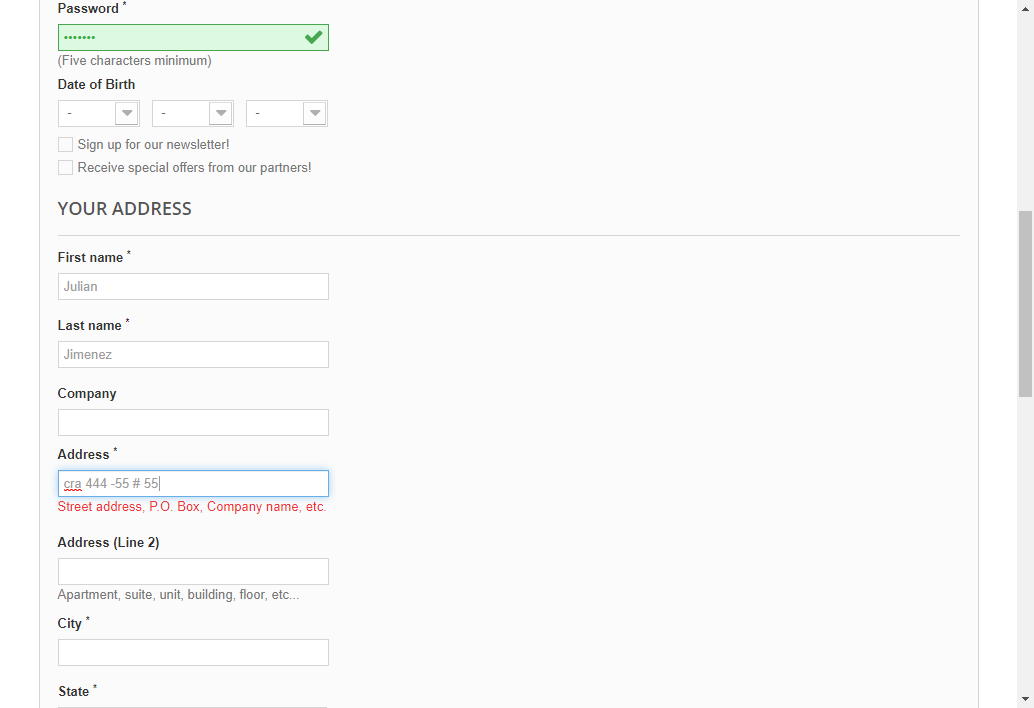 Password *
•••••••
(Five characters minimum)
Date of Birth
- - -
Sign up for our newsletter!
Receive special offers from our partners!
YOUR ADDRESS
First name *
Julian
Last name *
Jimenez
Company
Address *
cra 444 -55 # 55
Street address, P.O. Box, Company name, etc.
Address (Line 2)
Apartment, suite, unit, building, floor, etc...
City *
State *